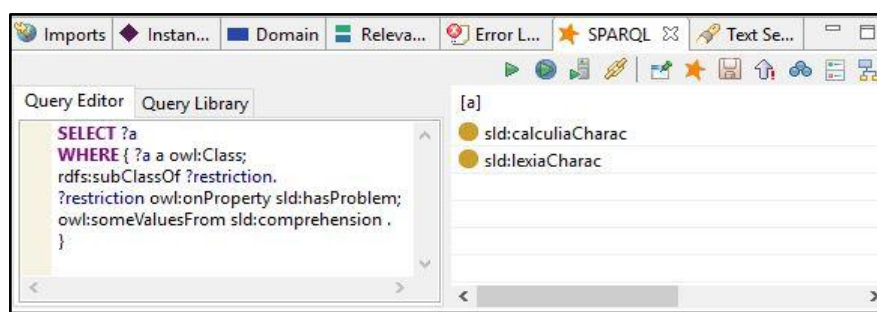 Imports Instan... Domain Releva... Error L... SPARQL Text Se...
Query Editor Query Library
SELECT ?a
WHERE { ?a a owl:Class;
rdfs:subClassOf ?restriction.
?restriction owl:onProperty sld:hasProblem;
owl:someValuesFrom sld:comprehension .
}
[a]
sld:calculiaCharac
sld:lexiaCharac